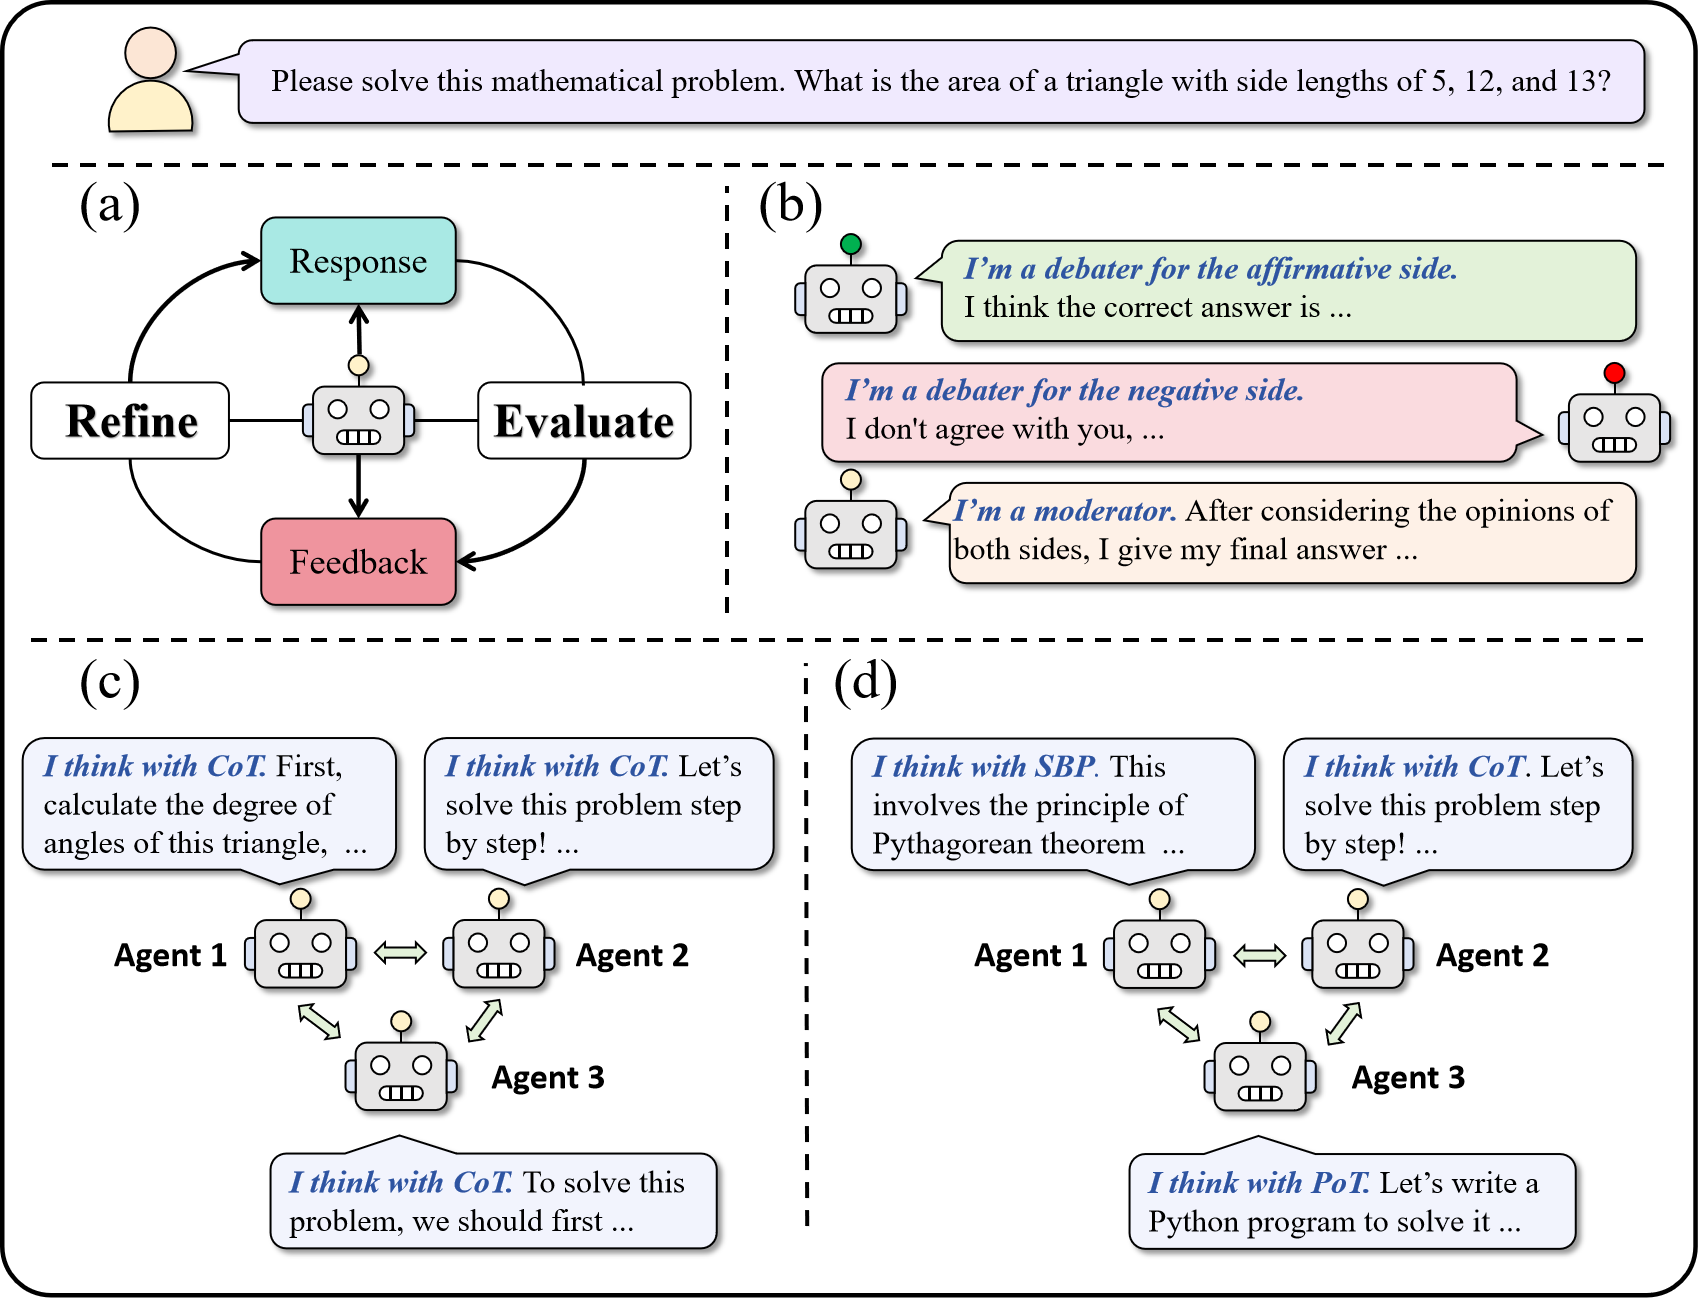 Please solve this mathematical problem. What is the area of a triangle with side lengths of 5, 12, and 13?
(a)
Response
Refine
Evaluate
Feedback
(b)
I'm a debater for the affirmative side.
I think the correct answer is ...
I'm a debater for the negative side.
I don't agree with you, ...
I'm a moderator. After considering the opinions of
both sides, I give my final answer ...
(c)
I think with CoT. First,
calculate the degree of
angles of this triangle, ...
I think with CoT. Let's
solve this problem step
by step! ...
Agent 1
Agent 2
Agent 3
I think with CoT. To solve this
problem, we should first ...
(d)
I think with SBP. This
involves the principle of
Pythagorean theorem ...
I think with CoT. Let's
solve this problem step
by step! ...
Agent 1
Agent 2
Agent 3
I think with PoT. Let's write a
Python program to solve it ...